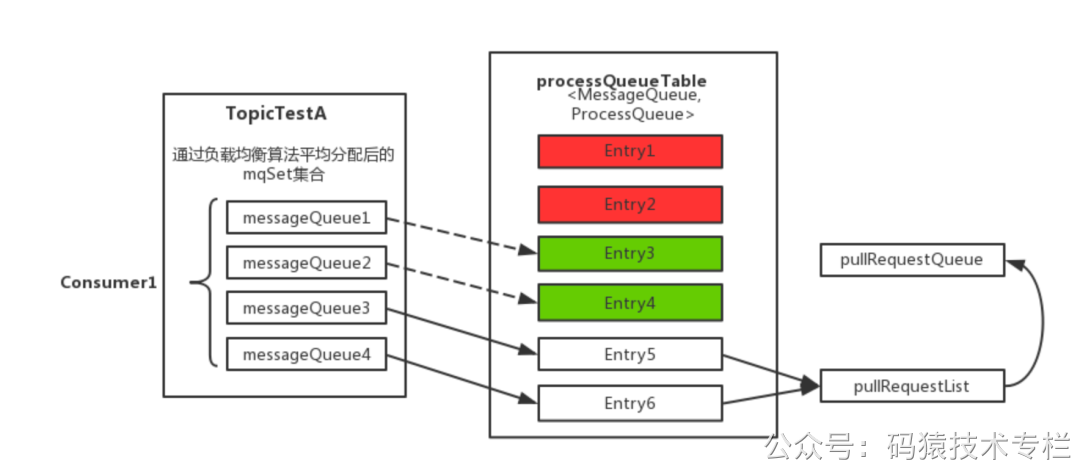 TopicTestA
通过负载均衡算法平均分配后的
mqSet集合
Consumer1
messageQueue1
messageQueue2
messageQueue3
messageQueue4
processQueueTable
<MessageQueue,
ProcessQueue>
Entry1
Entry2
Entry3
Entry4
Entry5
Entry6
pullRequestQueue
pullRequestList
公众号：码猿技术专栏